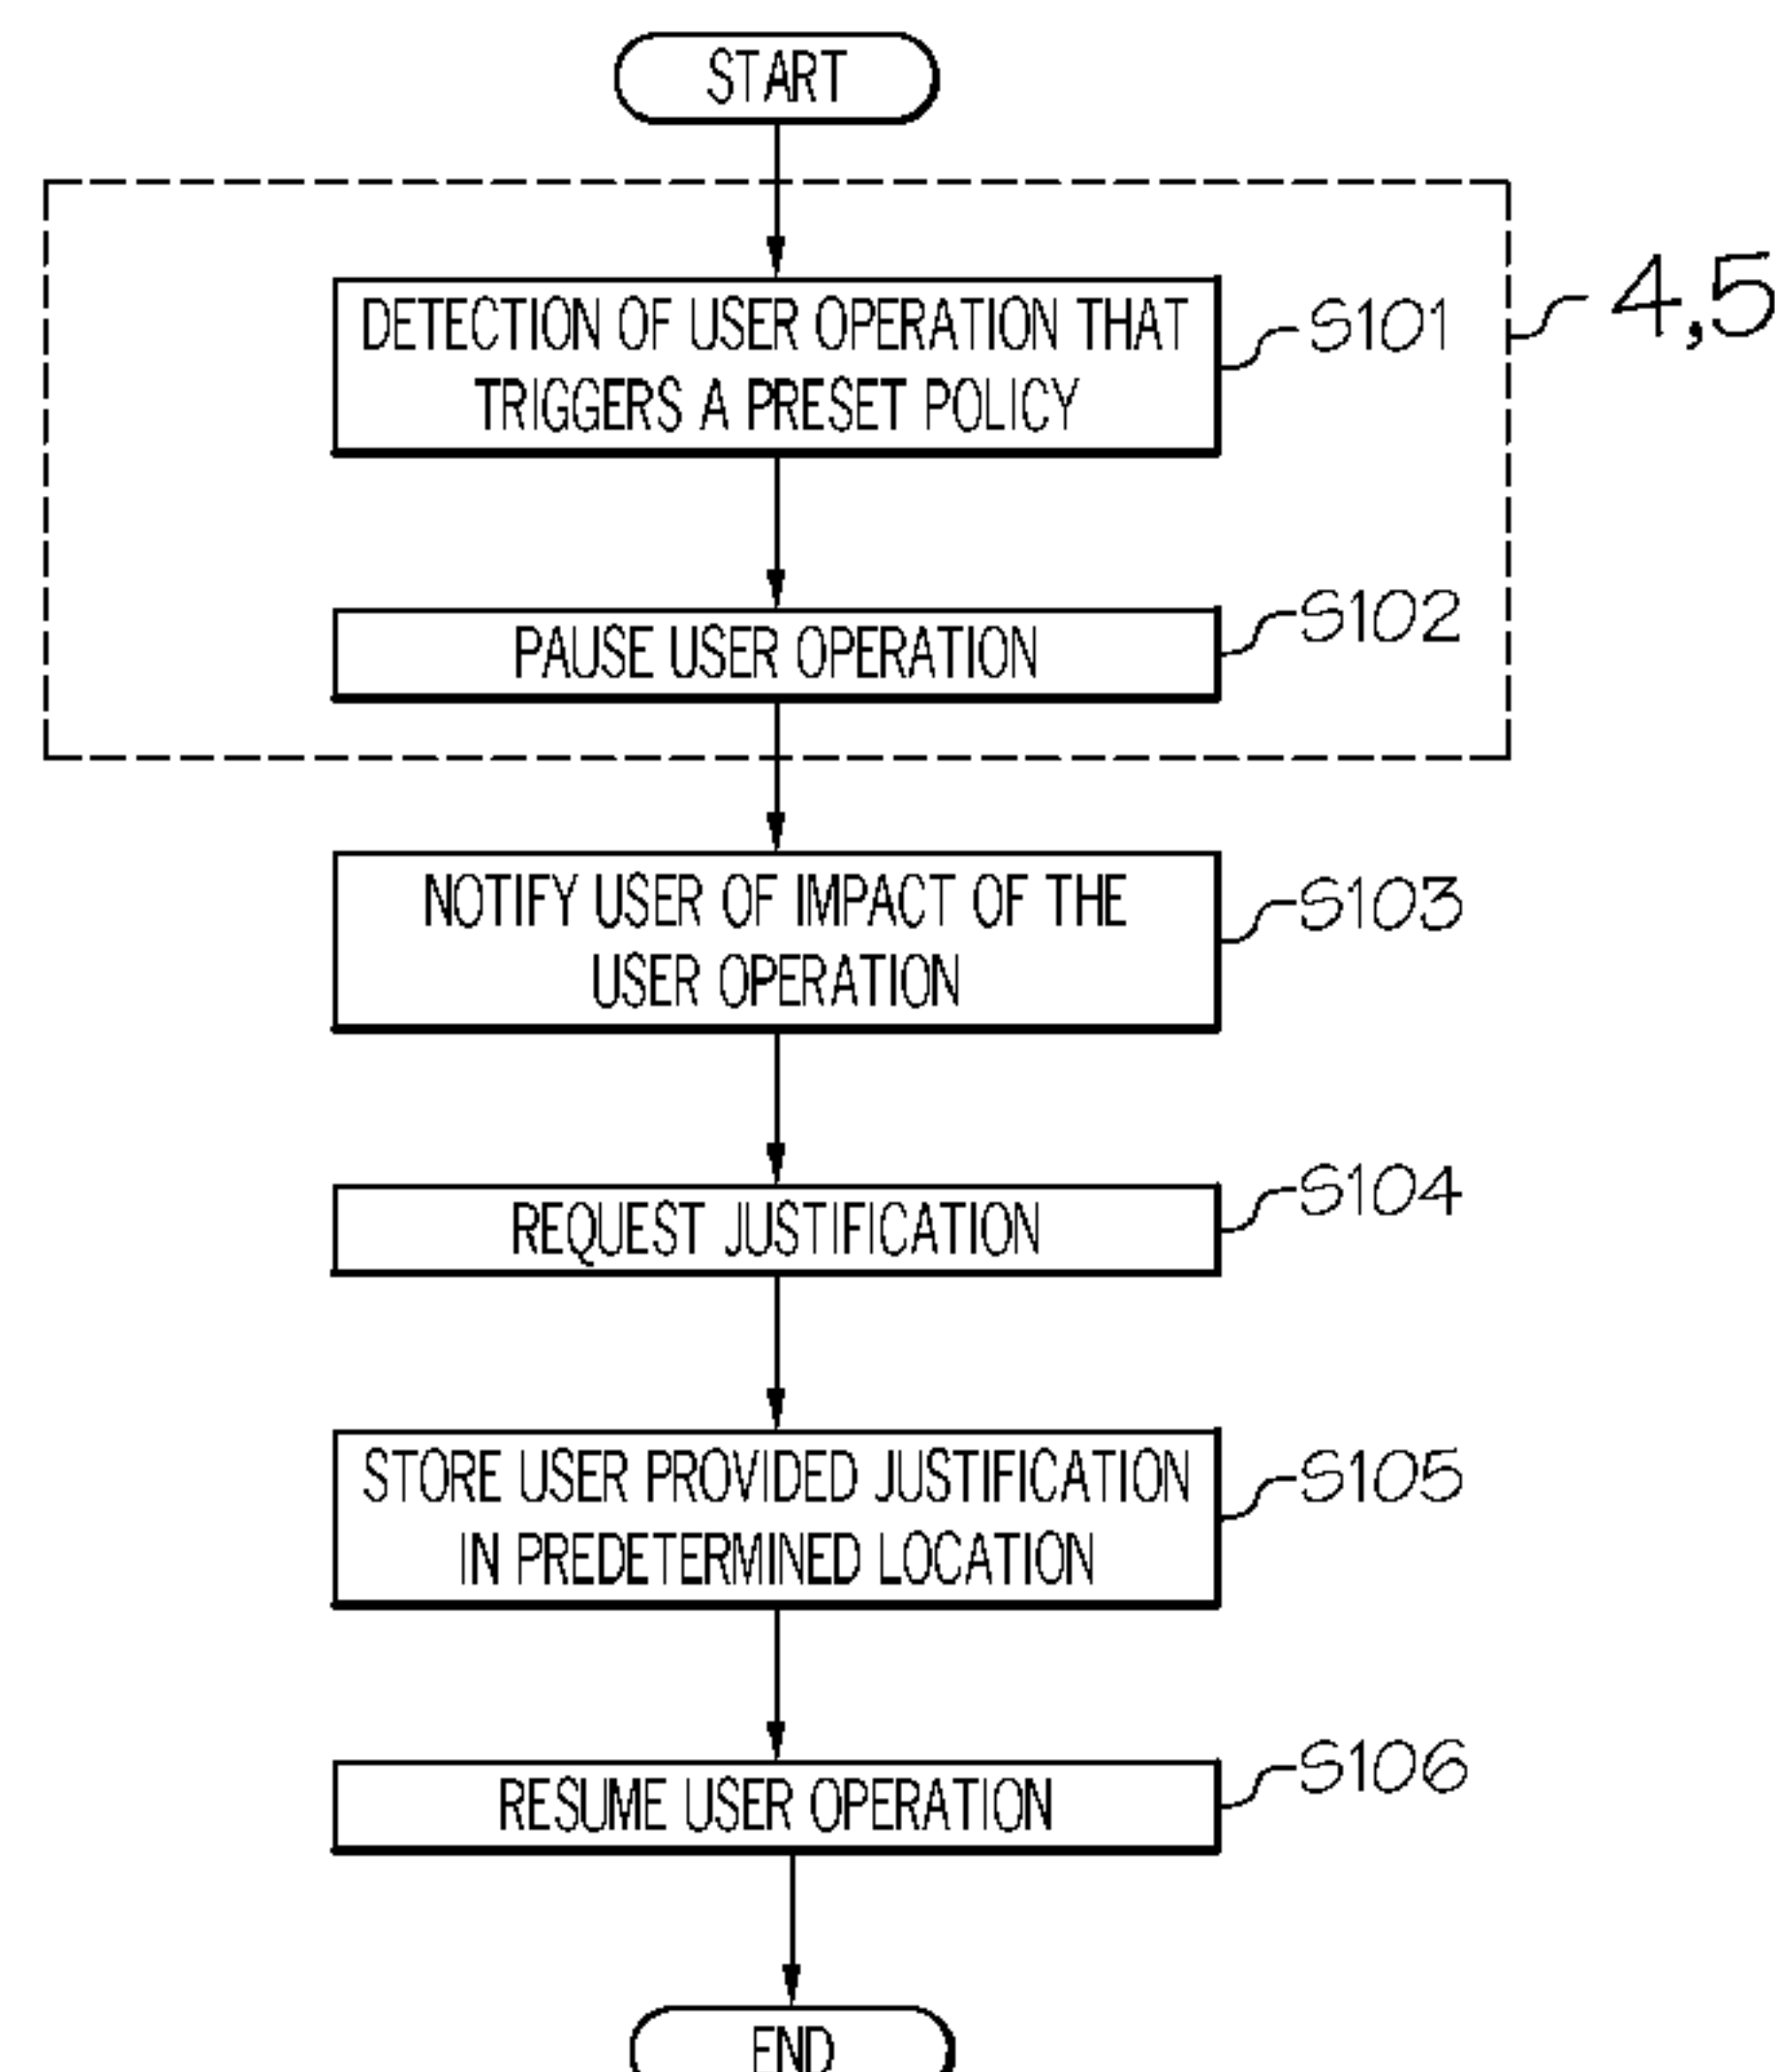 START
4,5
DETECTION OF USER OPERATION THAT
TRIGGERS A PRESET POLICY
S101
PAUSE USER OPERATION
S102
NOTIFY USER OF IMPACT OF THE
USER OPERATION
S103
REQUEST JUSTIFICATION
S104
STORE USER PROVIDED JUSTIFICATION
IN PREDETERMINED LOCATION
S105
RESUME USER OPERATION
S106
END